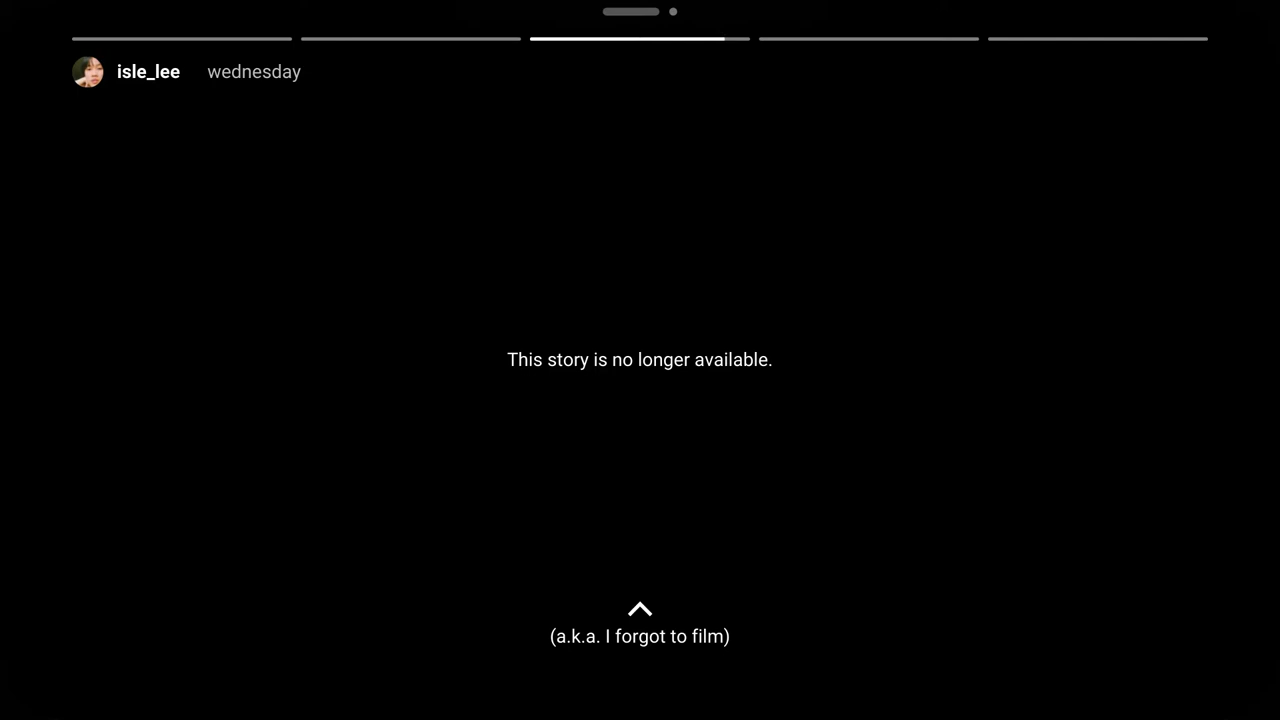 isle_lee wednesday
This story is no longer available.
(a.k.a. I forgot to film)